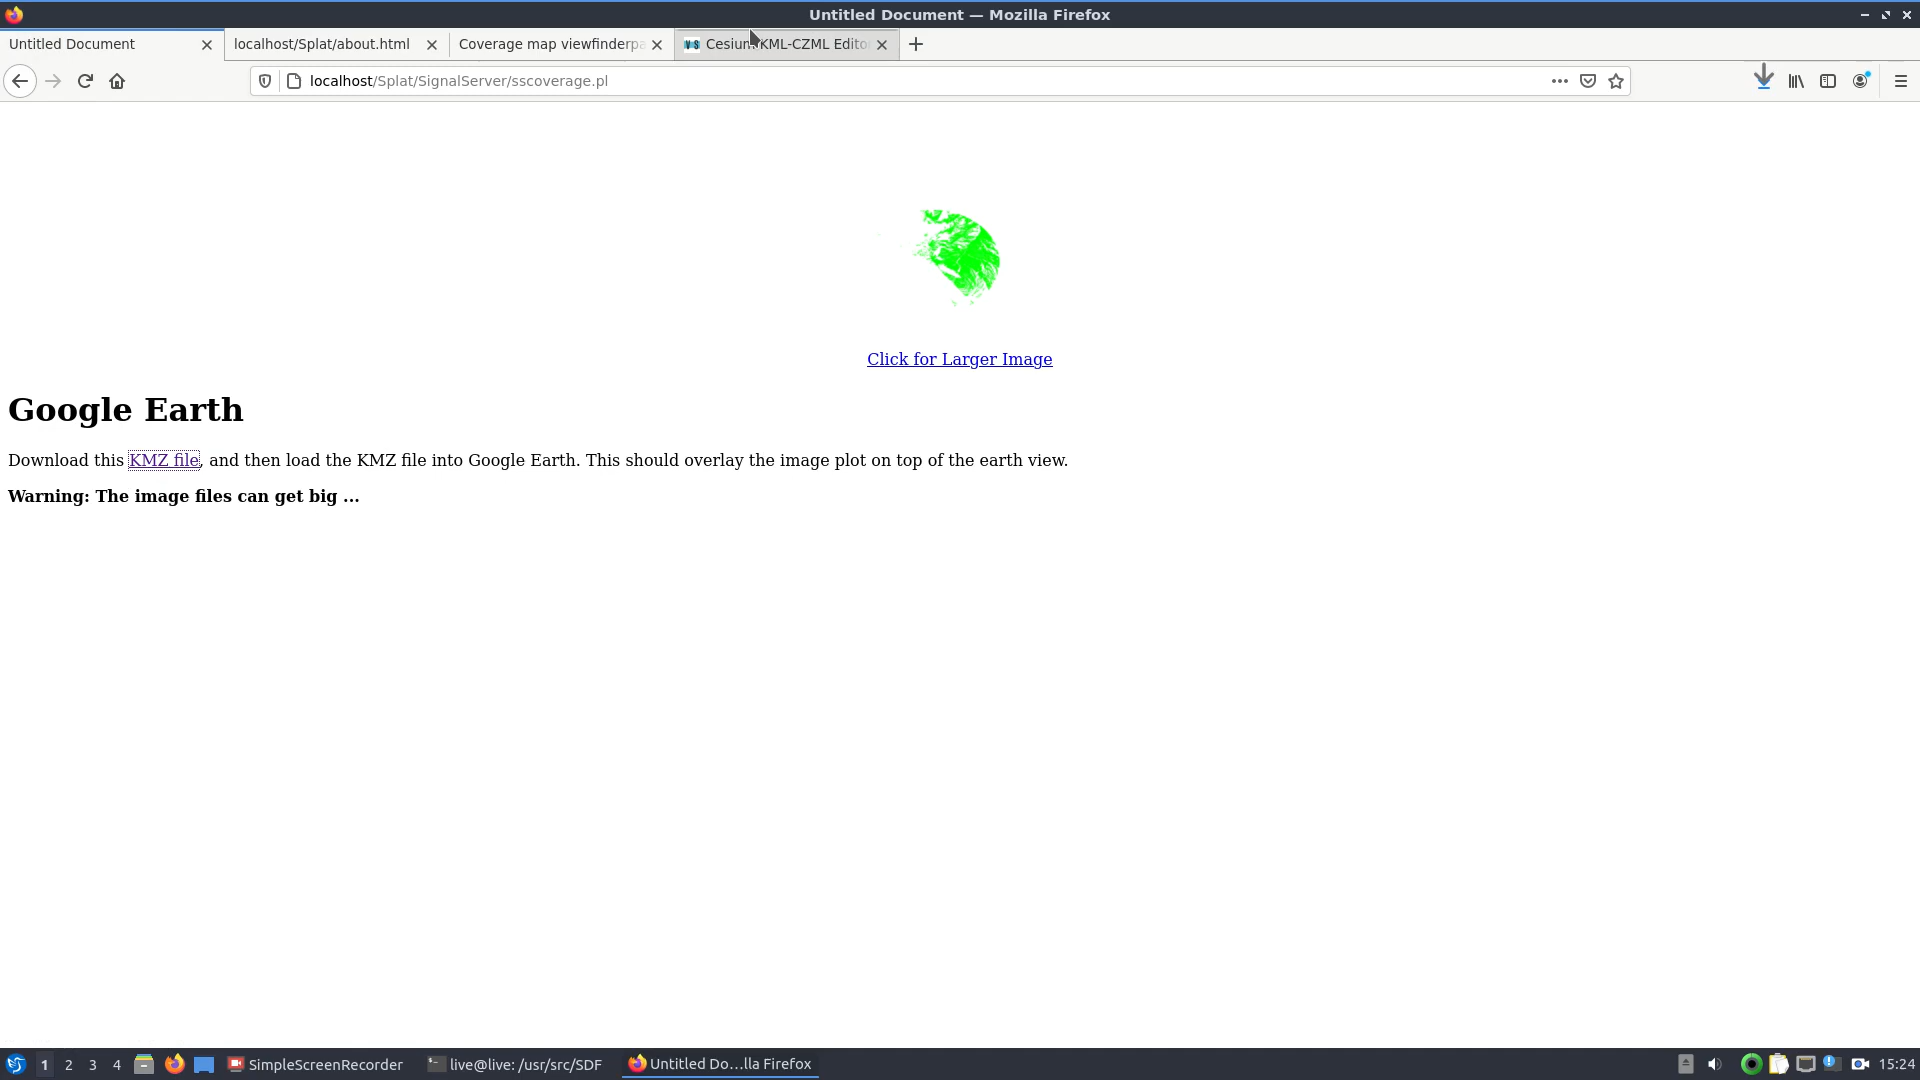 Untitled Document — Mozilla Firefox
Untitled Document
localhost/Splat/about.html
Coverage map viewfinderpa
Cesium KML-CZML Edito
localhost/Splat/SignalServer/sscoverage.pl
Click for Larger Image
Google Earth
Download this KMZ file, and then load the KMZ file into Google Earth. This should overlay the image plot on top of the earth view.
Warning: The image files can get big ...
1 2 3 4 SimpleScreenRecorder live@live: /usr/src/SDF Untitled Do...lla Firefox 15:24